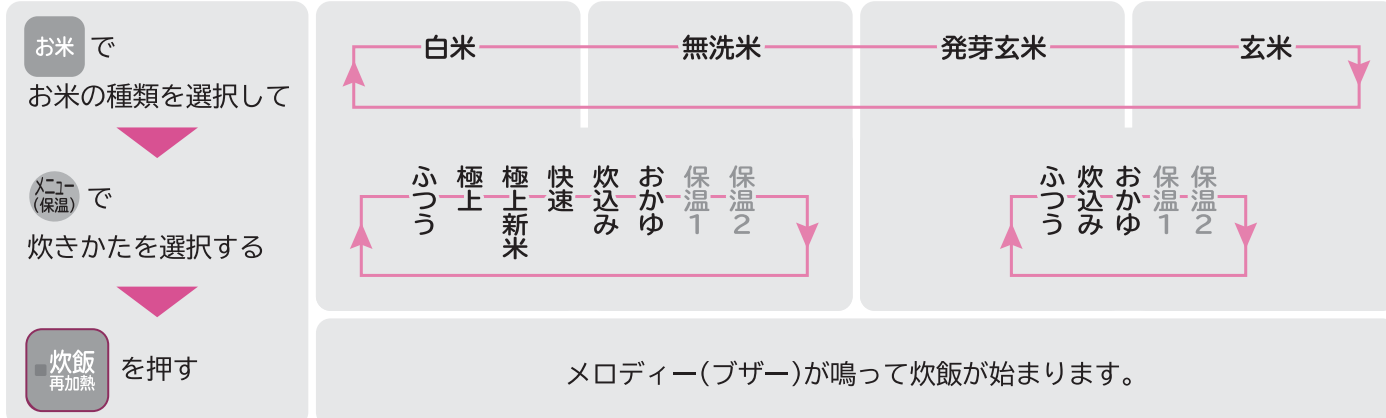 お米 で
お米の種類を選択して
メニュー
(保温) で
炊きかたを選択する
炊飯
再加熱 を押す
白米 無洗米 発芽玄米 玄米
ふつう
極上
極上新米
快速
炊込み
おかゆ
保温1
保温2
ふつう
炊込み
おかゆ
保温1
保温2
メロディー(ブザー)が鳴って炊飯が始まります。